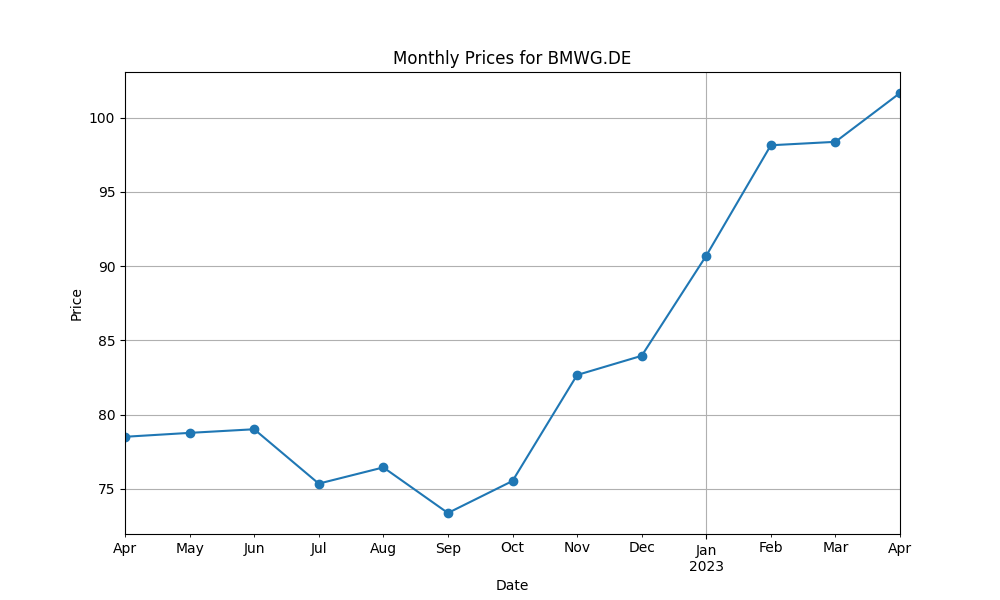 Monthly Prices for BMWG.DE
Price
100
95
90
85
80
75
Apr May Jun Jul Aug Sep Oct Nov Dec Jan Feb Mar Apr
2023
Date